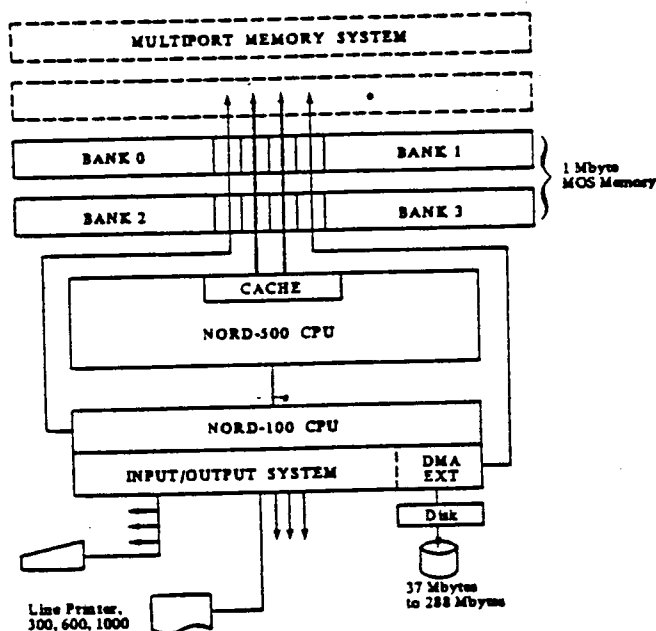 MULTIPORT MEMORY SYSTEM
BANK 0
BANK 1
1 Mbyte
MOS Memory
BANK 2
BANK 3
CACHE
NORD-500 CPU
NORD-100 CPU
INPUT/OUTPUT SYSTEM
DMA
EXT
Disk
37 Mbytes
to 288 Mbytes
Line Printer,
300, 600, 1000